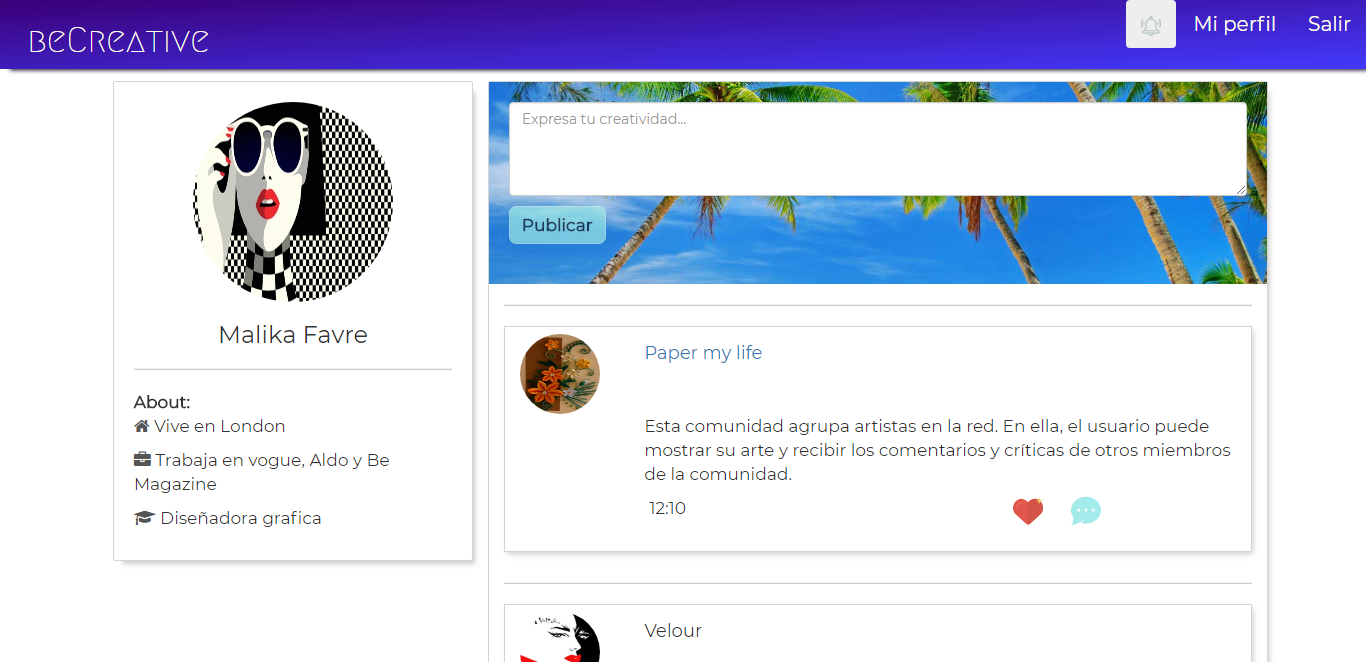 BeCreative
Mi perfil
Salir
Malika Favre
About:
Vive en London
Trabaja en vogue, Aldo y Be
Magazine
Diseñadora grafica
Expresa tu creatividad...
Publicar
Paper my life
Esta comunidad agrupa artistas en la red. En ella, el usuario puede
mostrar su arte y recibir los comentarios y críticas de otros miembros
de la comunidad.
12:10
Velour